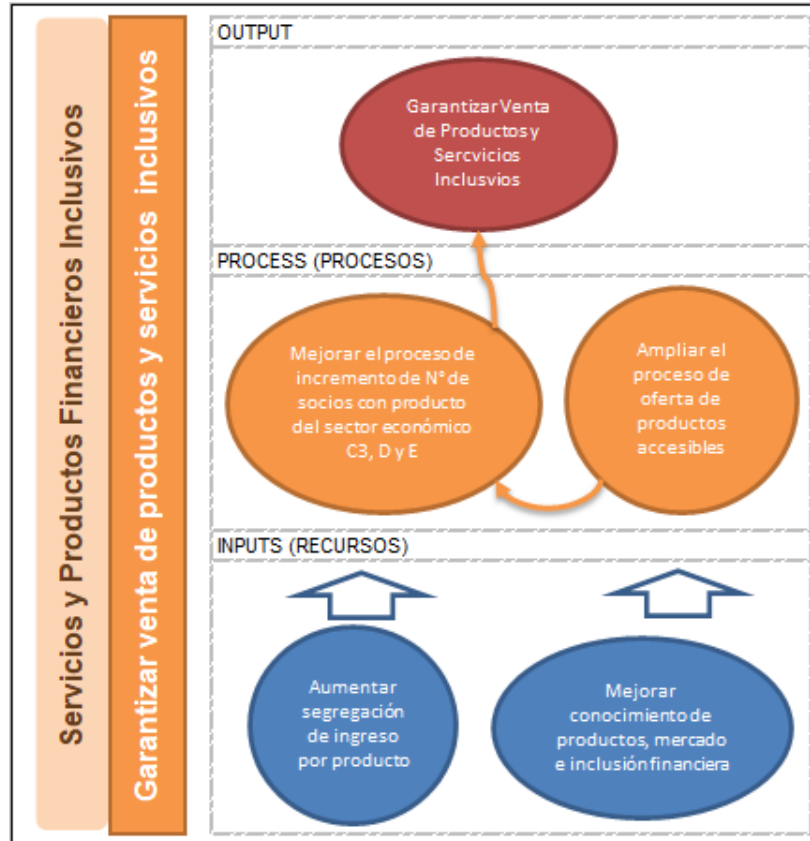 Servicios y Productos Financieros Inclusivos
Garantizar venta de productos y servicios inclusivos
OUTPUT
Garantizar Venta
de Productos y
Sercvicios
Inclusvios
PROCESS (PROCESOS)
Mejorar el proceso de
incremento de N° de
socios con producto
del sector económico
C3, D y E
Ampliar el
proceso de
oferta de
productos
accesibles
INPUTS (RECURSOS)
Aumentar
segregación
de ingreso
por producto
Mejorar
conocimiento de
productos, mercado
e inclusión financiera